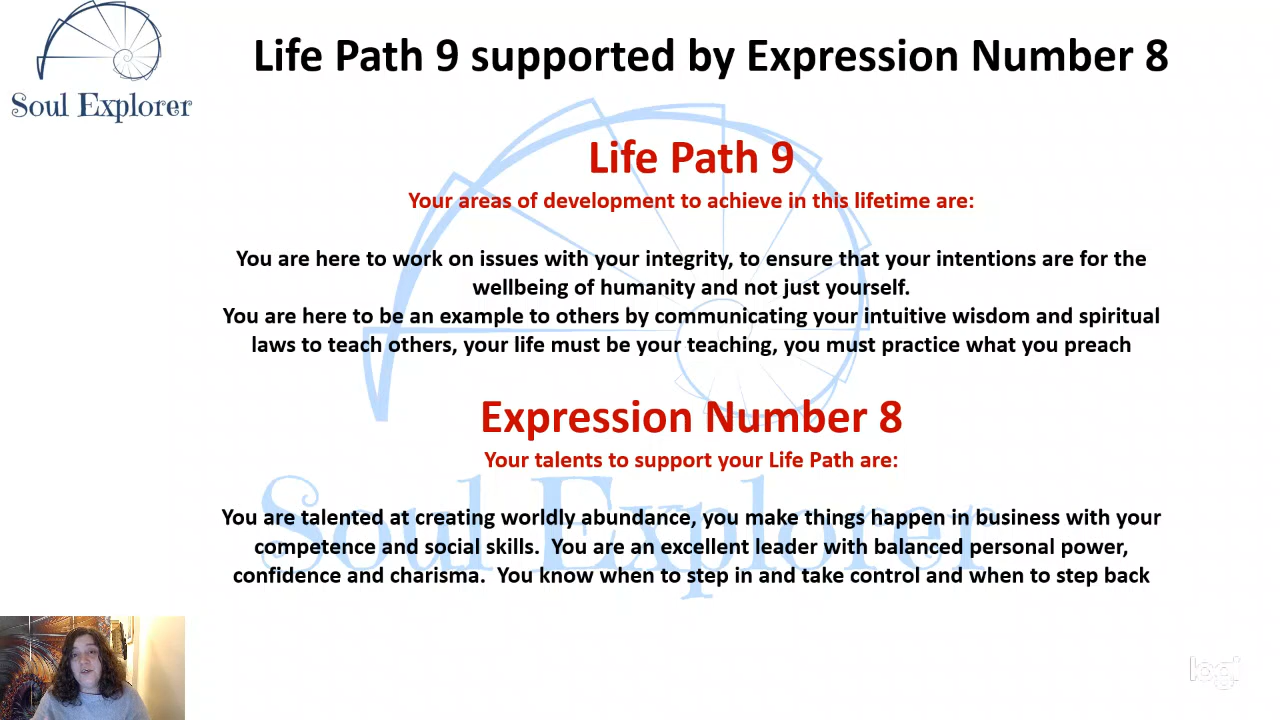 Life Path 9 supported by Expression Number 8
Soul Explorer
Life Path 9
Your areas of development to achieve in this lifetime are:
You are here to work on issues with your integrity, to ensure that your intentions are for the
wellbeing of humanity and not just yourself.
You are here to be an example to others by communicating your intuitive wisdom and spiritual
laws to teach others, your life must be your teaching, you must practice what you preach
Expression Number 8
Your talents to support your Life Path are:
Soul Explorer
You are talented at creating worldly abundance, you make things happen in business with your
competence and social skills.  You are an excellent leader with balanced personal power,
confidence and charisma.  You know when to step in and take control and when to step back
logi